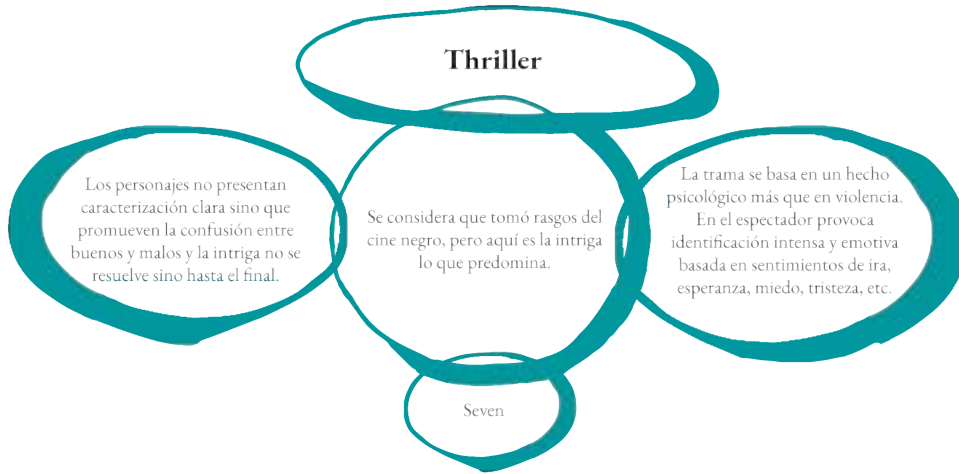 Thriller
Los personajes no presentan
caracterización clara sino que
promueven la confusión entre
buenos y malos y la intriga no se
resuelve sino hasta el final.
Se considera que tomó rasgos del
cine negro, pero aquí es la intriga
lo que predomina.
La trama se basa en un hecho
psicológico más que en violencia.
En el espectador provoca
identificación intensa y emotiva
basada en sentimientos de ira,
esperanza, miedo, tristeza, etc.
Seven